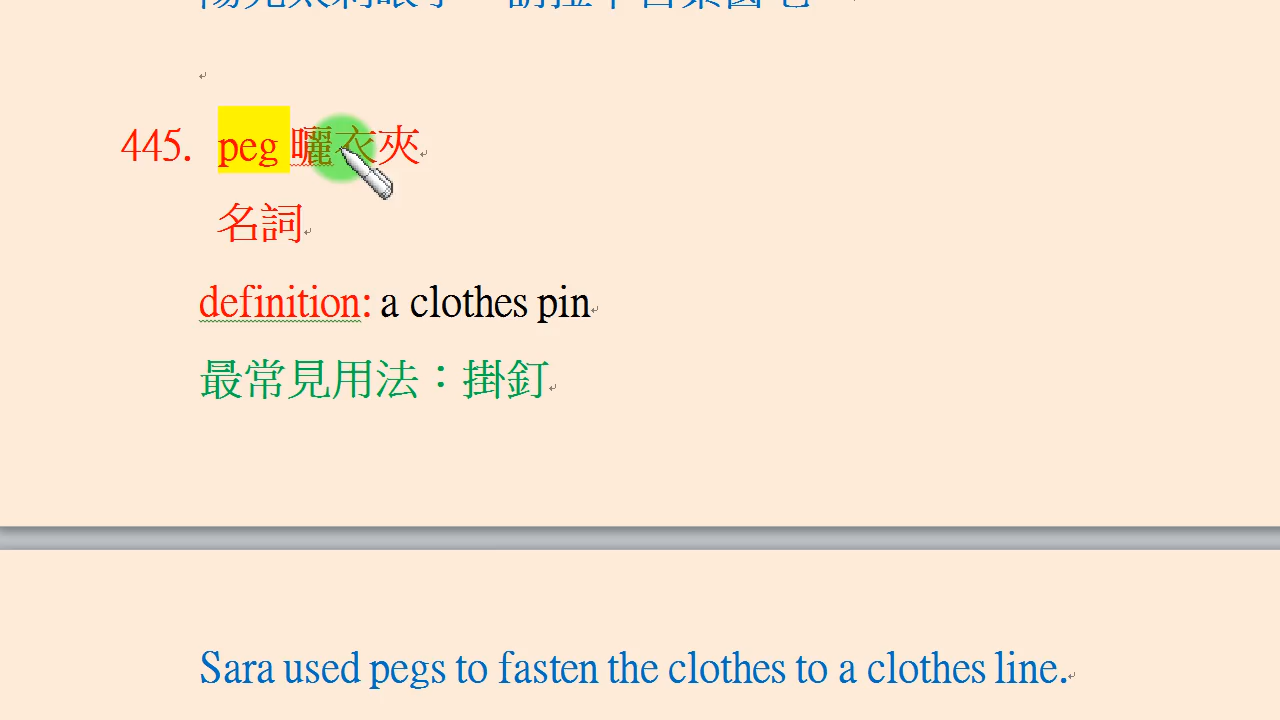 445. peg 曬衣夾
名詞
definition: a clothes pin
最常見用法：掛釘
Sara used pegs to fasten the clothes to a clothes line.